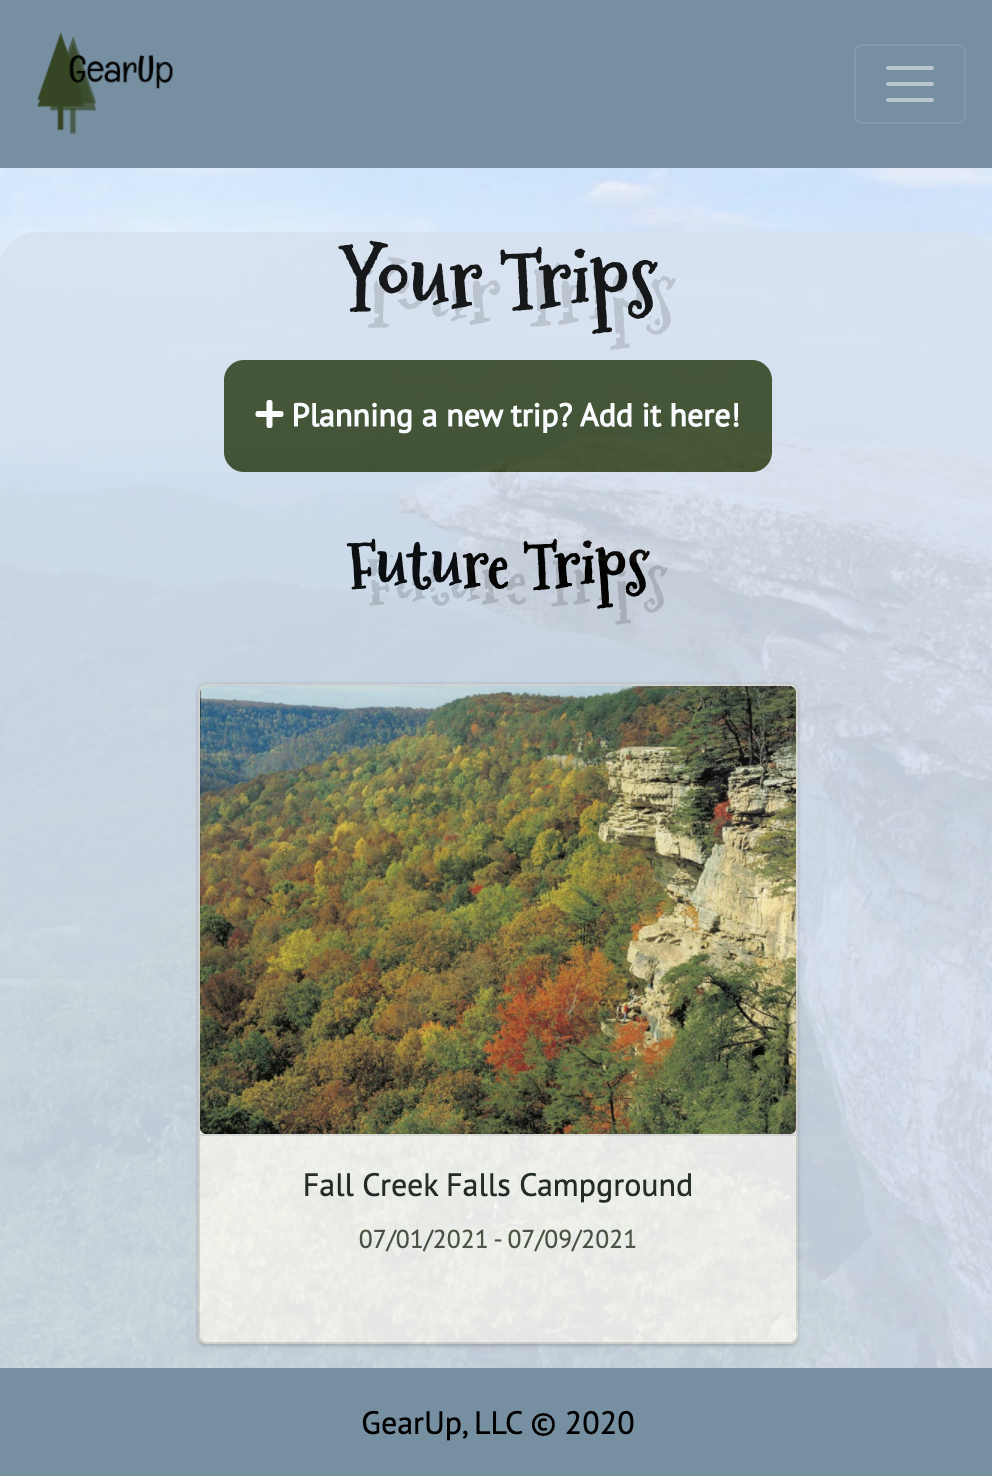 GearUp
Your Trips
Planning a new trip? Add it here!
Future Trips
Fall Creek Falls Campground
07/01/2021 - 07/09/2021
GearUp, LLC © 2020